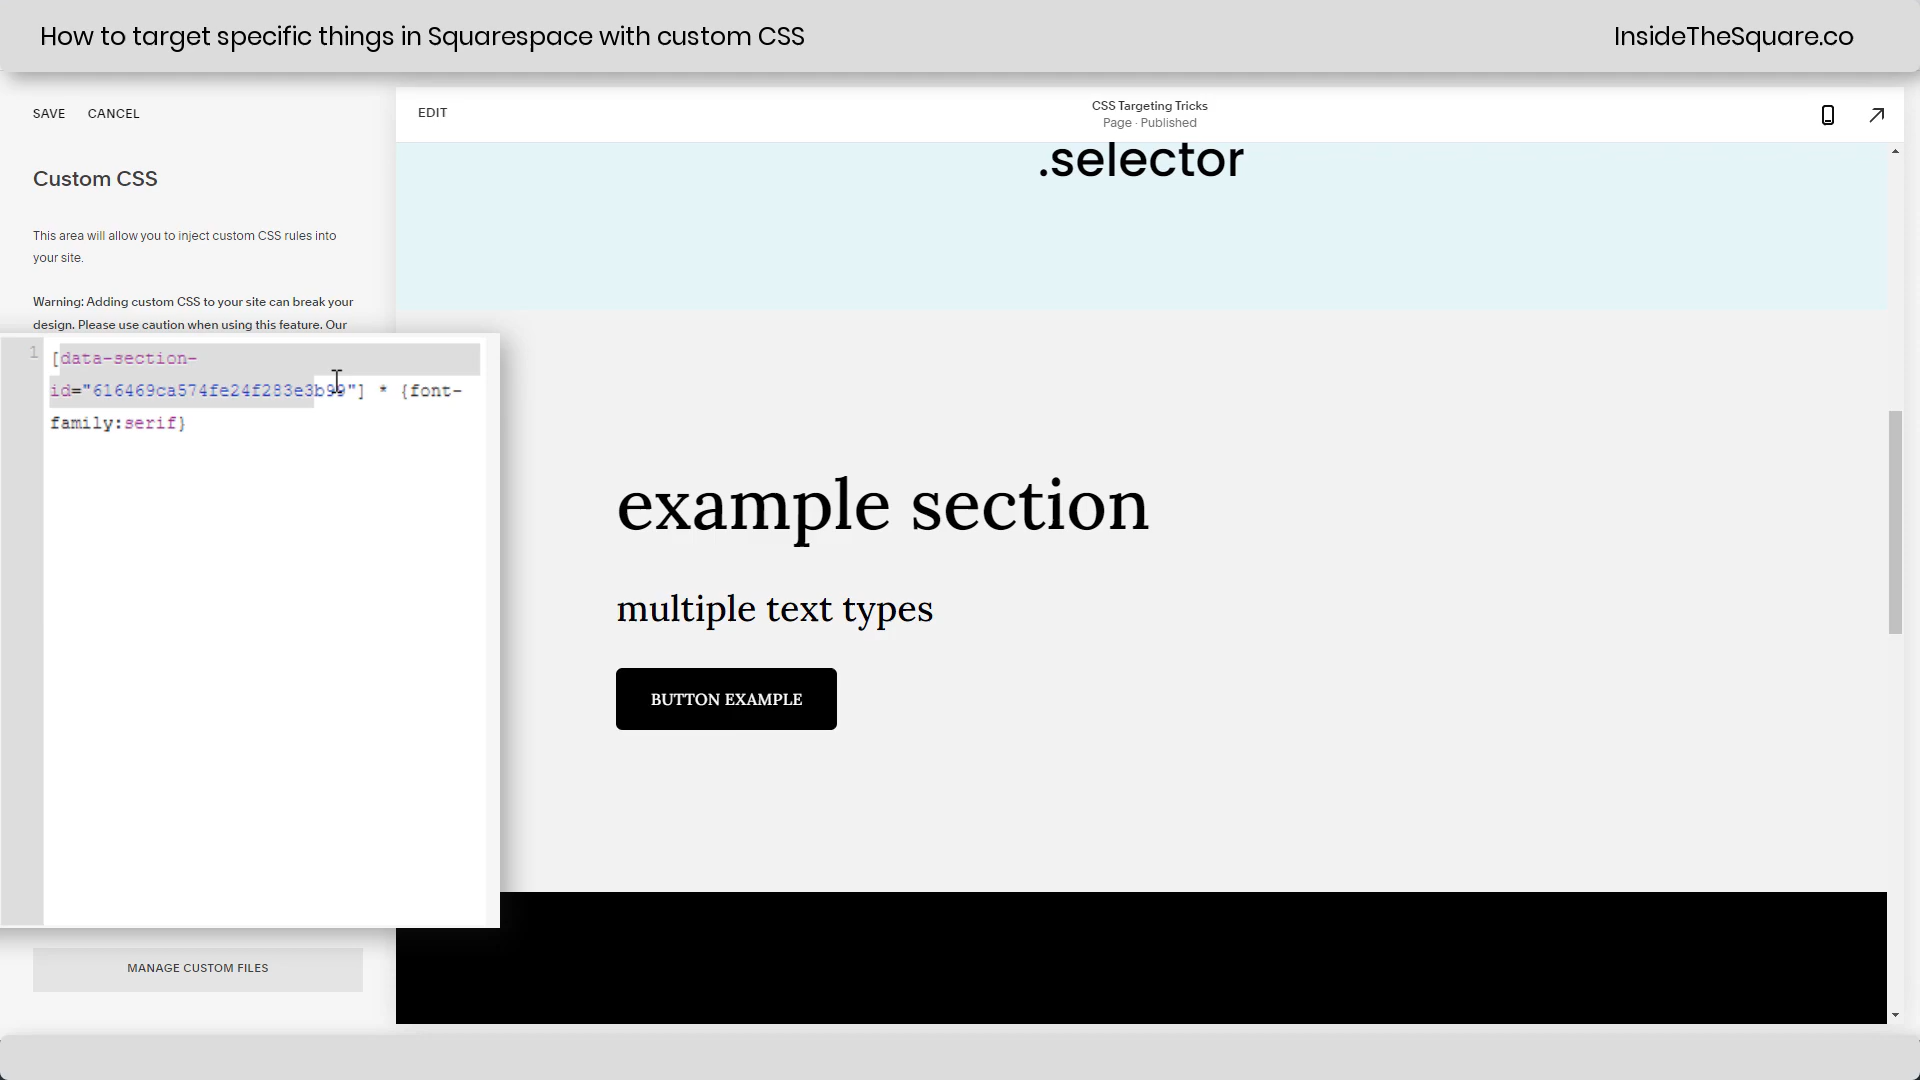 How to target specific things in Squarespace with custom CSS
InsideTheSquare.co
SAVE CANCEL
EDIT
CSS Targeting Tricks
Page · Published
Custom CSS
This area will allow you to inject custom CSS rules into
your site.
Warning: Adding custom CSS to your site can break your
design. Please use caution when using this feature. Our
1
[data-section-
id="616469ca574fe24f283e3b99"] * {font-
family:serif}
MANAGE CUSTOM FILES
.selector
example section
multiple text types
BUTTON EXAMPLE